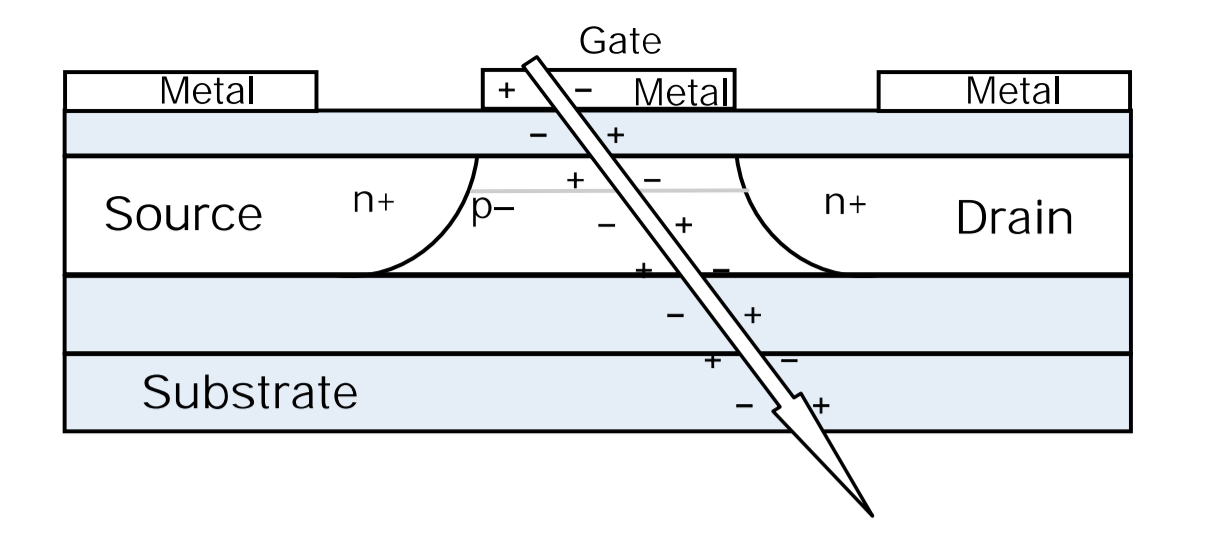 Gate
Metal + − Metal Metal
− +
+ −
Source n+ p− n+ Drain
− +
+ −
− +
+ −
Substrate − +